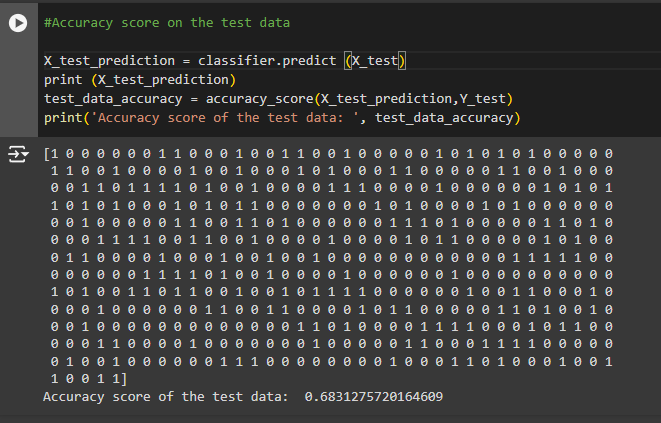 #Accuracy score on the test data
X_test_prediction = classifier.predict (X_test)
print (X_test_prediction)
test_data_accuracy = accuracy_score(X_test_prediction,Y_test)
print('Accuracy score of the test data: ', test_data_accuracy)
[1 0 0 0 0 0 0 1 1 0 0 0 1 0 0 1 1 0 0 1 0 0 0 0 0 1 0 1 0 1 0 1 0 0 0 0 0
1 1 0 0 1 0 0 0 0 1 0 0 1 0 0 0 1 0 1 0 0 0 1 1 0 0 0 0 0 1 1 0 0 1 0 0 0
0 0 1 1 0 1 1 1 1 0 1 0 0 1 0 0 0 0 1 1 1 0 0 0 0 1 0 0 0 0 0 0 1 0 1 0 1
1 0 1 0 1 0 0 0 1 0 1 0 1 1 0 0 0 0 0 0 0 1 0 1 0 0 0 0 1 0 1 0 0 0 0 0 0
0 0 1 0 0 0 0 0 1 1 0 0 1 1 0 1 0 0 0 0 0 0 1 1 1 0 1 0 0 0 0 0 1 1 0 1 0
0 0 0 1 1 1 1 0 0 1 1 0 0 1 0 0 0 0 1 0 0 0 0 1 0 1 1 0 0 0 0 0 1 0 1 0 0
0 1 1 0 0 0 0 1 0 0 0 1 0 0 1 0 0 1 0 0 0 0 0 0 0 0 0 0 0 0 1 1 1 1 1 0 0
0 0 0 0 0 0 1 1 1 1 0 1 0 0 1 0 0 0 0 1 0 0 0 0 0 0 1 0 0 0 0 0 0 0 0 0 0
1 0 1 0 0 1 1 0 1 1 0 0 1 0 0 1 0 1 1 1 1 0 0 0 0 0 0 1 0 0 1 1 0 0 0 1 0
0 0 0 1 0 0 0 0 0 0 1 1 0 0 1 1 0 0 0 0 1 0 1 1 0 0 0 0 0 1 1 0 1 0 0 1 0
0 0 1 0 0 0 0 0 0 0 0 0 0 0 0 0 1 1 0 1 0 0 0 0 1 1 1 1 0 0 0 1 0 1 1 0 0
0 0 0 1 1 0 0 0 0 1 0 0 0 0 0 0 0 1 0 0 0 0 0 1 1 0 0 0 1 1 1 1 0 0 0 0 0
0 1 0 0 1 0 0 0 0 0 0 1 1 1 0 0 0 0 0 0 0 1 0 0 0 1 1 0 1 0 0 0 1 0 0 1 1
1 0 0 1 1]
Accuracy score of the test data:  0.6831275720164609